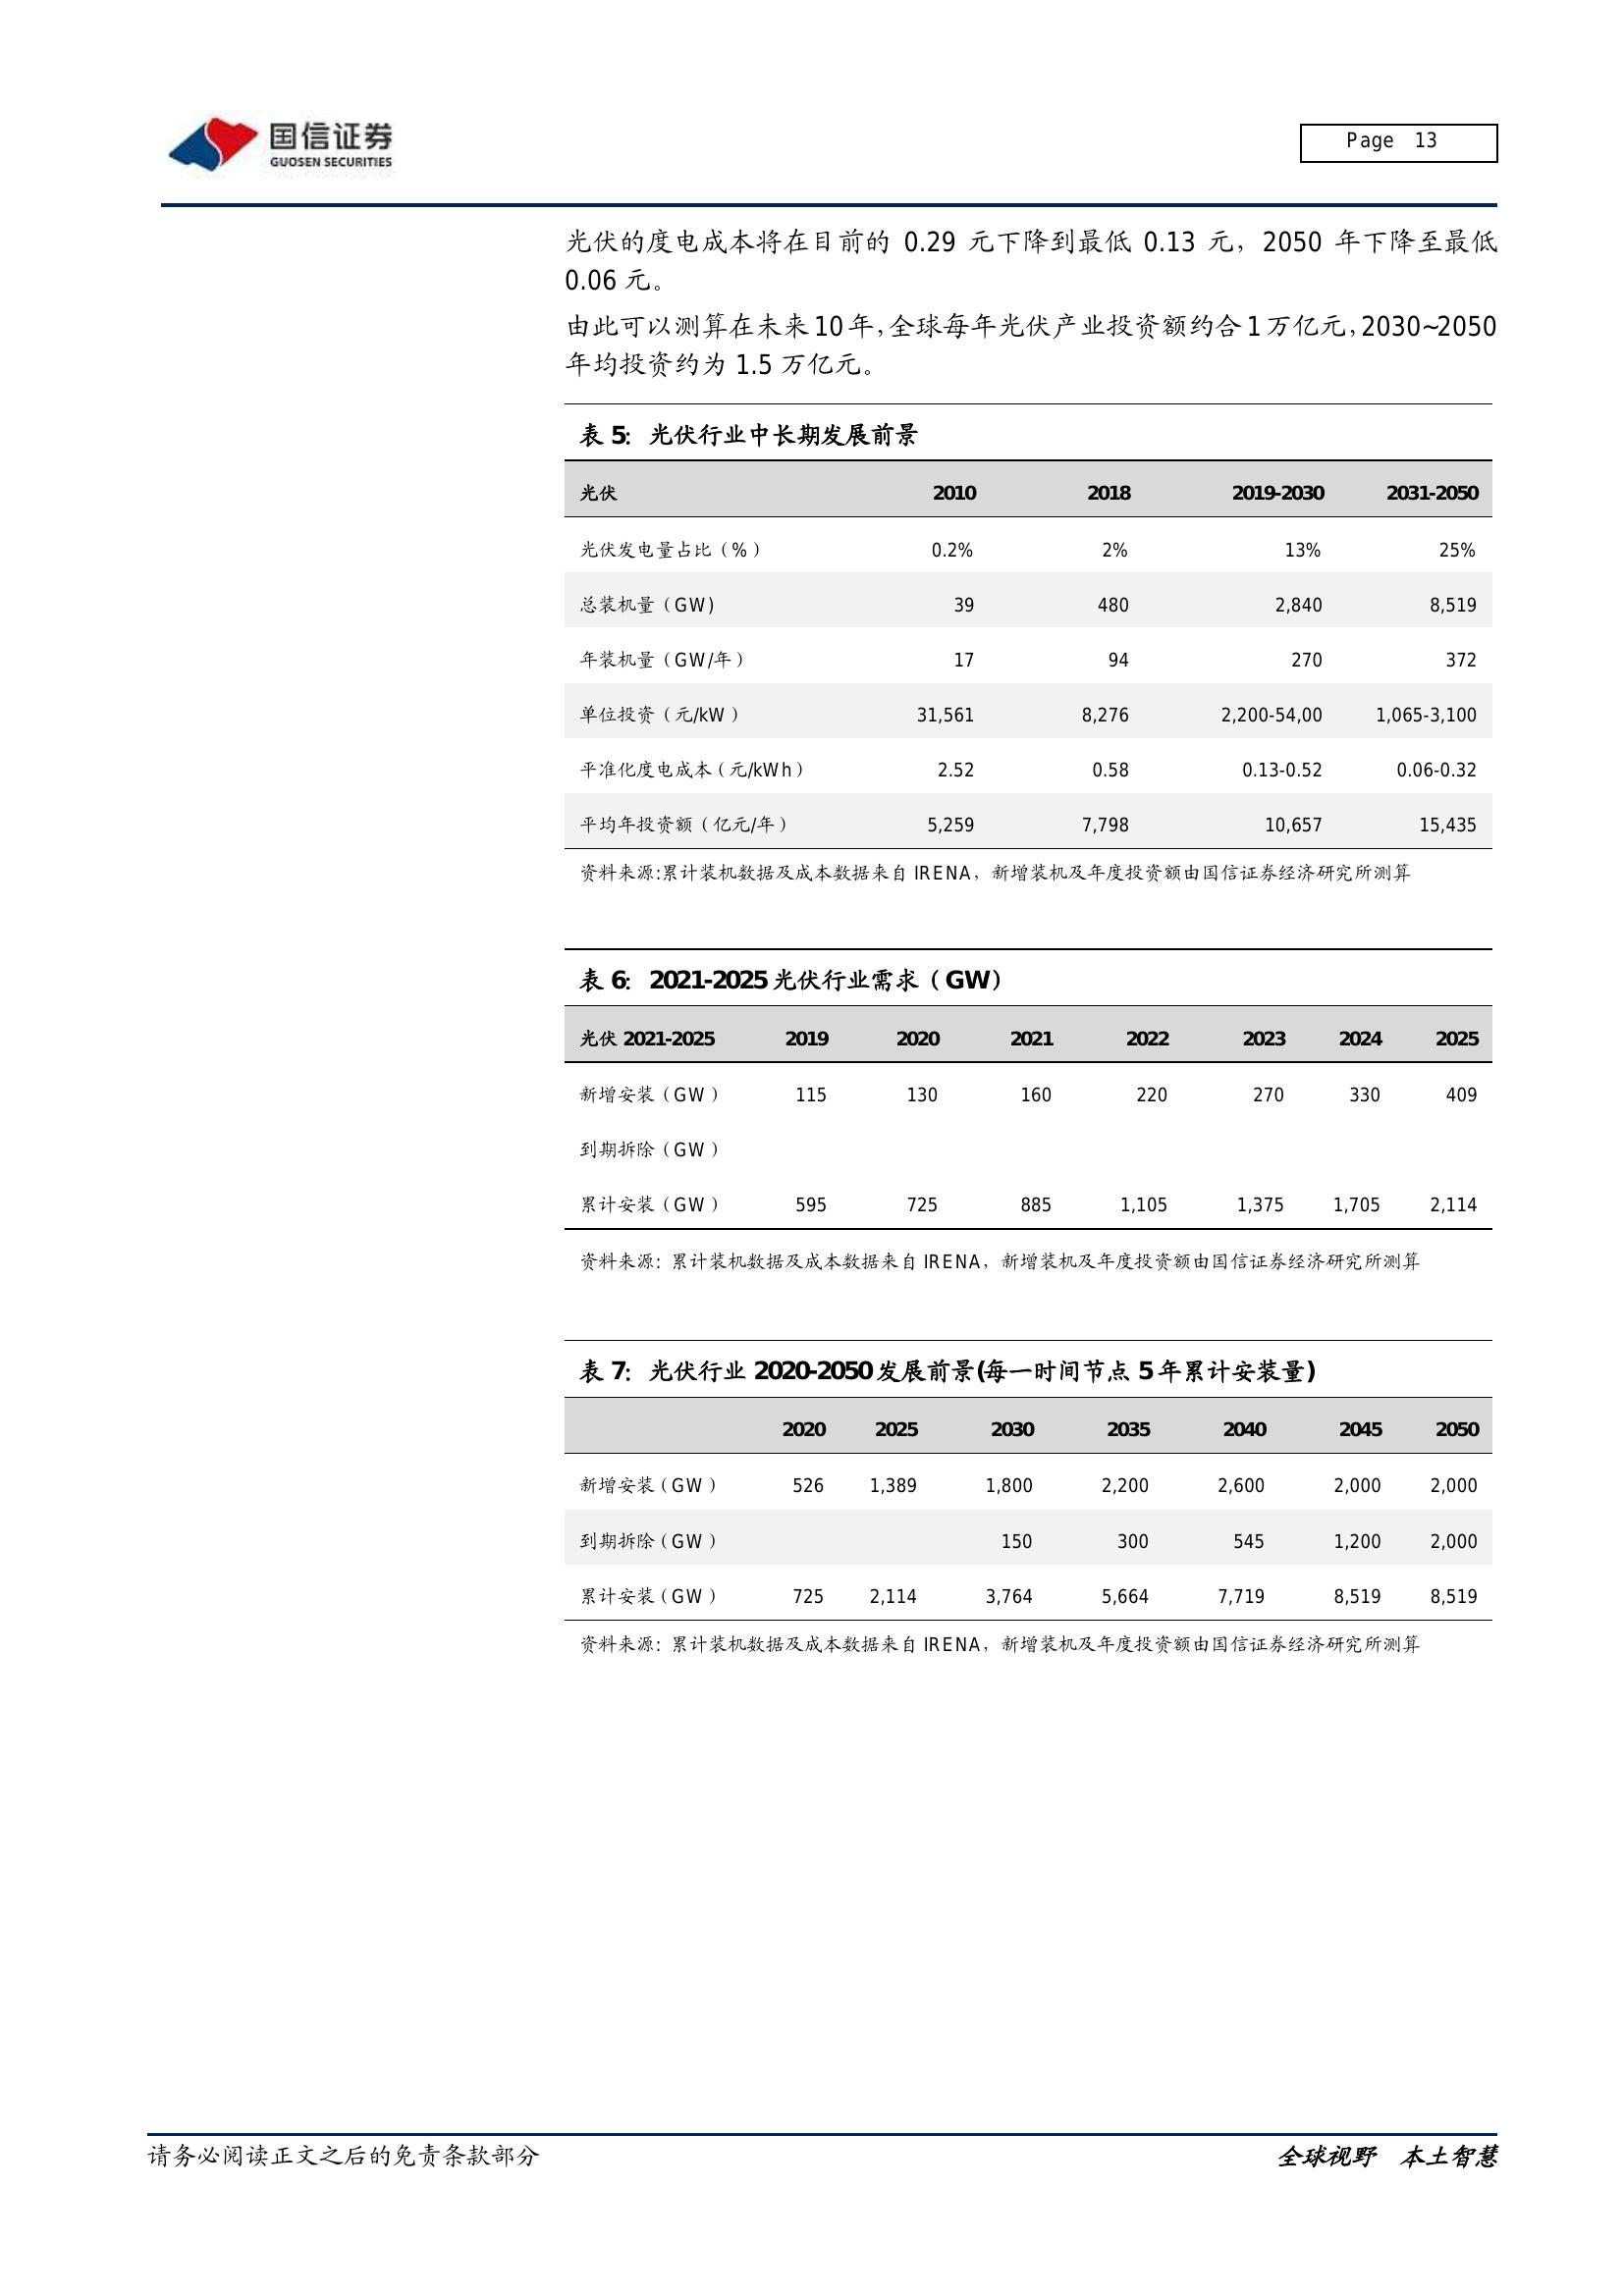 国信证券
GUOSEN SECURITIES
Page 13
光伏的度电成本将在目前的 0.29 元下降到最低 0.13 元，2050 年下降至最低
0.06 元。
由此可以测算在未来 10 年，全球每年光伏产业投资额约合 1 万亿元，2030~2050
年均投资约为 1.5 万亿元。
表 5: 光伏行业中长期发展前景
光伏 2010 2018 2019-2030 2031-2050
光伏发电量占比（%） 0.2% 2% 13% 25%
总装机量（GW） 39 480 2,840 8,519
年装机量（GW/年） 17 94 270 372
单位投资（元/kW） 31,561 8,276 2,200-54,00 1,065-3,100
平准化度电成本（元/kWh） 2.52 0.58 0.13-0.52 0.06-0.32
平均年投资额（亿元/年） 5,259 7,798 10,657 15,435
资料来源:累计装机数据及成本数据来自 IRENA，新增装机及年度投资额由国信证券经济研究所测算
表 6: 2021-2025 光伏行业需求（GW）
光伏 2021-2025 2019 2020 2021 2022 2023 2024 2025
新增安装（GW） 115 130 160 220 270 330 409
到期拆除（GW）
累计安装（GW） 595 725 885 1,105 1,375 1,705 2,114
资料来源：累计装机数据及成本数据来自 IRENA，新增装机及年度投资额由国信证券经济研究所测算
表 7: 光伏行业 2020-2050 发展前景(每一时间节点 5 年累计安装量)
2020 2025 2030 2035 2040 2045 2050
新增安装（GW） 526 1,389 1,800 2,200 2,600 2,000 2,000
到期拆除（GW） 150 300 545 1,200 2,000
累计安装（GW） 725 2,114 3,764 5,664 7,719 8,519 8,519
资料来源：累计装机数据及成本数据来自 IRENA，新增装机及年度投资额由国信证券经济研究所测算
请务必阅读正文之后的免责条款部分 全球视野 本土智慧